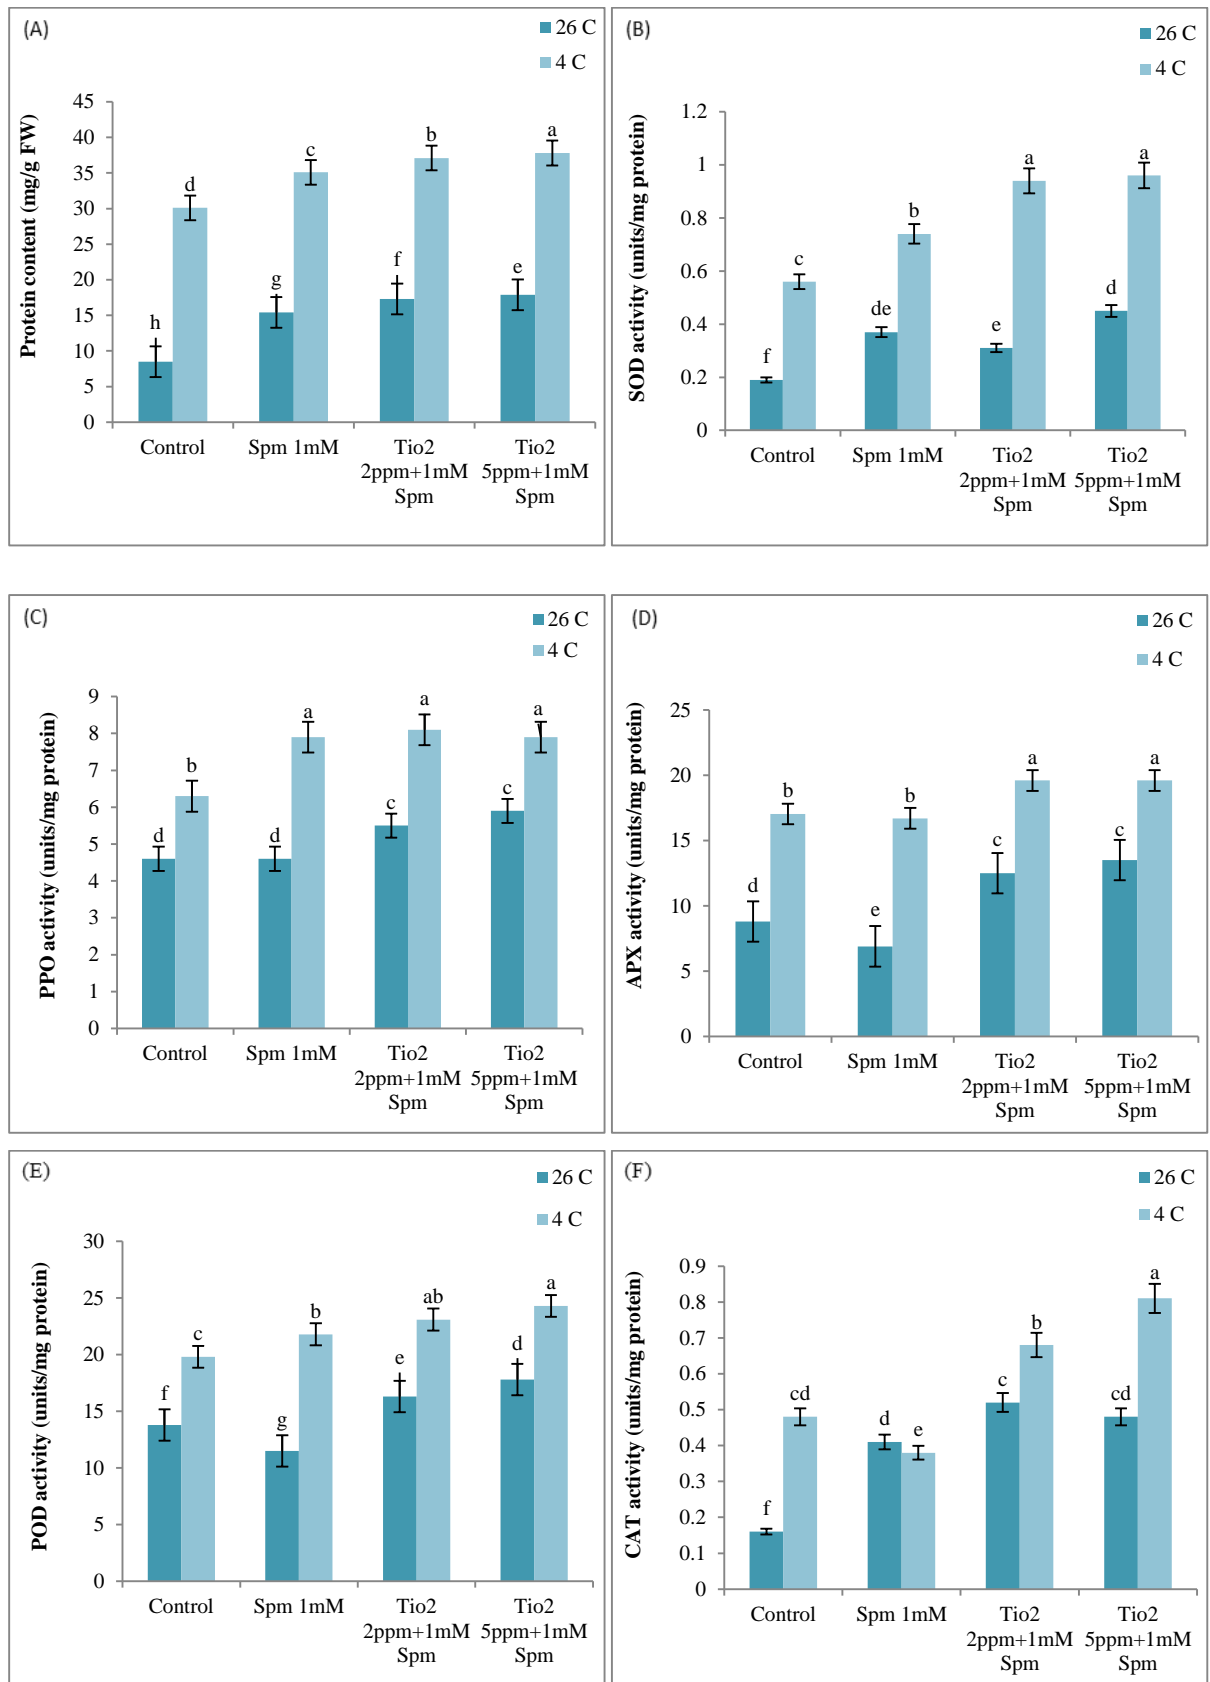 (A)
26 C
4 C
Protein content (mg/g FW)
45
40
35
30
25
20
15
10
5
0
h
d
g
c
f
b
e
a
Control
Spm 1mM
Tio2
2ppm+1mM
Spm
Tio2
5ppm+1mM
Spm
(B)
26 C
4 C
SOD activity (units/mg protein)
1.2
1
0.8
0.6
0.4
0.2
0
f
c
de
b
e
a
d
a
Control
Spm 1mM
Tio2
2ppm+1mM
Spm
Tio2
5ppm+1mM
Spm
(C)
26 C
4 C
PPO activity (units/mg protein)
9
8
7
6
5
4
3
2
1
0
d
b
d
a
c
a
c
a
Control
Spm 1mM
Tio2
2ppm+1mM
Spm
Tio2
5ppm+1mM
Spm
(D)
26 C
4 C
APX activity (units/mg protein)
25
20
15
10
5
0
d
b
e
b
c
a
c
a
Control
Spm 1mM
Tio2
2ppm+1mM
Spm
Tio2
5ppm+1mM
Spm
(E)
26 C
4 C
POD activity (units/mg protein)
30
25
20
15
10
5
0
f
c
g
b
e
ab
d
a
Control
Spm 1mM
Tio2
2ppm+1mM
Spm
Tio2
5ppm+1mM
Spm
(F)
26 C
4 C
CAT activity (units/mg protein)
0.9
0.8
0.7
0.6
0.5
0.4
0.3
0.2
0.1
0
f
cd
d
e
c
b
cd
a
Control
Spm 1mM
Tio2
2ppm+1mM
Spm
Tio2
5ppm+1mM
Spm